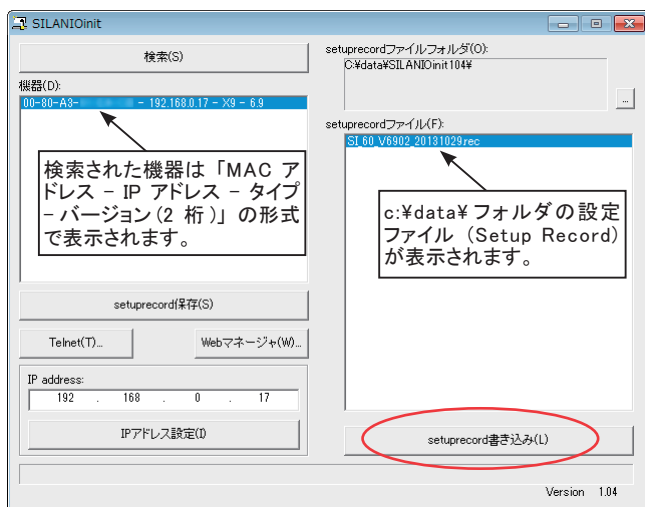 SILANIOinit
検索(S)
機器(D):
00-80-A3- - 192.168.0.17 - X9 - 6.9
検索された機器は「MAC ア
ドレス − IP アドレス − タイプ
− バージョン(2 桁)」の形式
で表示されます。
setuprecord保存(S)
Telnet(T)...
Webマネージャ(W)...
IP address:
192 . 168 . 0 . 17
IPアドレス設定(I)
setuprecordファイルフォルダ(O):
C:¥data¥SILANIOinit104¥
...
setuprecordファイル(F):
SI_60_V6902_20131029.rec
c:¥data¥ フォルダの設定
ファイル (Setup Record)
が表示されます。
setuprecord書き込み(L)
Version 1.04